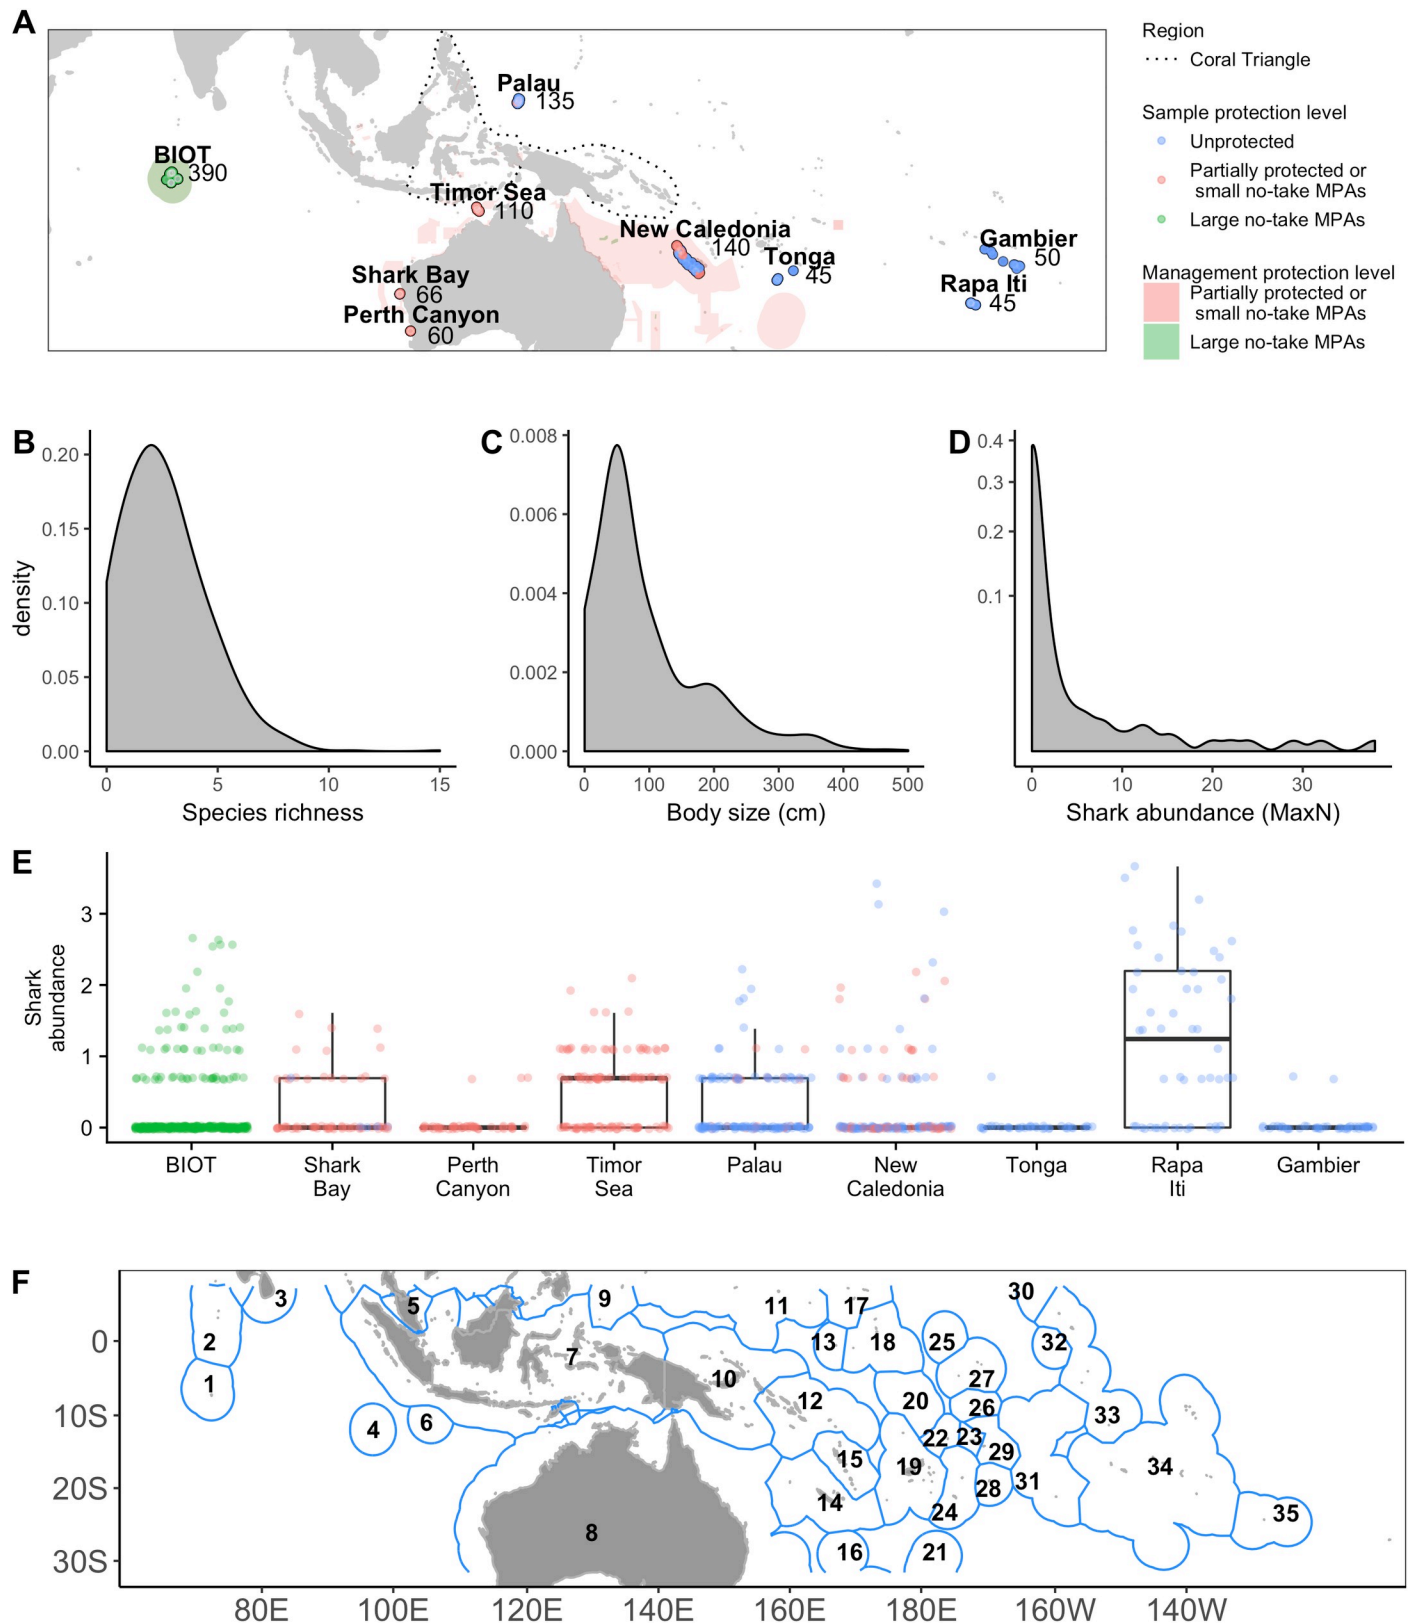 A
Region
Coral Triangle
Sample protection level
Unprotected
Partially protected or
small no-take MPAs
Large no-take MPAs
Management protection level
Partially protected or
small no-take MPAs
Large no-take MPAs
Palau
135
BIOT
390
Timor Sea
110
New Caledonia
140
Tonga
45
Gambier
50
Rapa Iti
45
Shark Bay
66
Perth Canyon
60
B
density
0.20
0.15
0.10
0.05
0.00
0 5 10 15
Species richness
C
0.008
0.006
0.004
0.002
0.000
0 100 200 300 400 500
Body size (cm)
D
0.4
0.3
0.2
0.1
0 10 20 30
Shark abundance (MaxN)
E
Shark
abundance
3
2
1
0
BIOT
Shark
Bay
Perth
Canyon
Timor
Sea
Palau
New
Caledonia
Tonga
Rapa
Iti
Gambier
F
0
10S
20S
30S
1
2
3
4
5
6
7
8
9
10
11
12
13
14
15
16
17
18
19
20
21
22
23
24
25
26
27
28
29
30
31
32
33
34
35
80E 100E 120E 140E 160E 180E 160W 140W